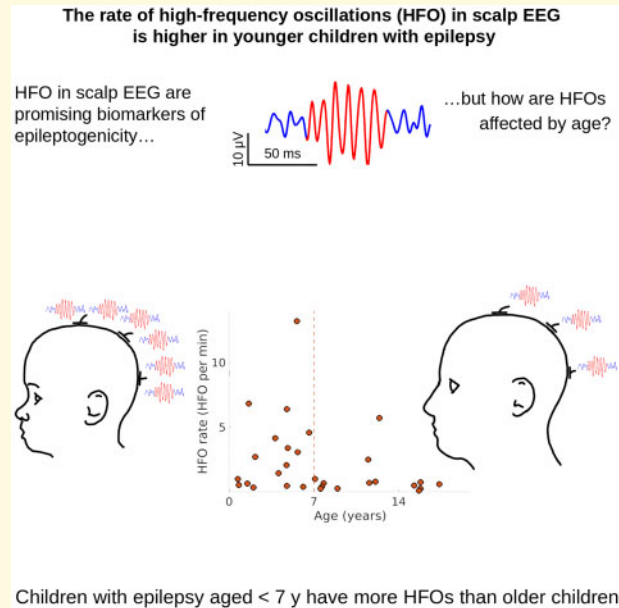 The rate of high-frequency oscillations (HFO) in scalp EEG
is higher in younger children with epilepsy
HFO in scalp EEG are
promising biomarkers of
epileptogenicity…
…but how are HFOs
affected by age?
10 μV
50 ms
HFO rate (HFO per min)
10
5
0
7
14
Age (years)
Children with epilepsy aged < 7 y have more HFOs than older children